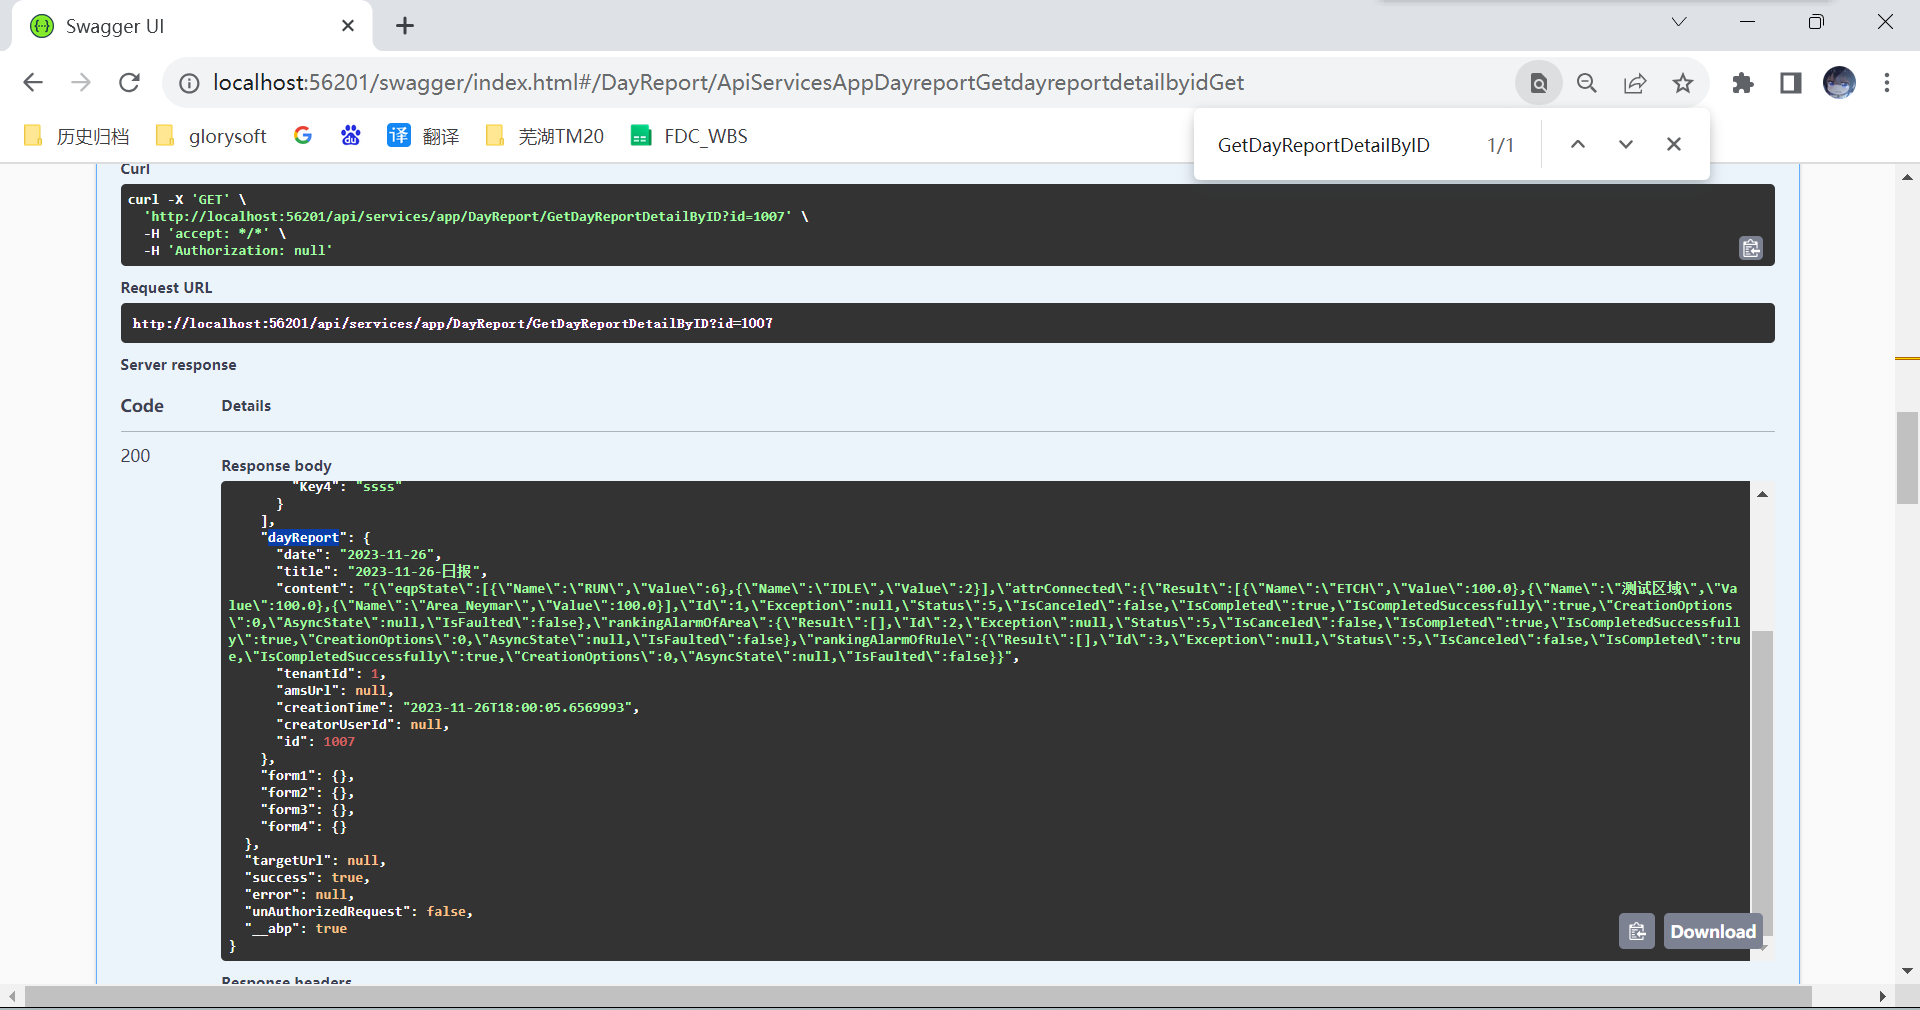 Swagger UI
localhost:56201/swagger/index.html#/DayReport/ApiServicesAppDayreportGetdayreportdetailbyidGet
历史归档 glorysoft 译 翻译 芜湖TM20 FDC_WBS
GetDayReportDetailByID 1/1
Curl
curl -X 'GET' \
'http://localhost:56201/api/services/app/DayReport/GetDayReportDetailByID?id=1007' \
-H 'accept: */*' \
-H 'Authorization: null'
Request URL
http://localhost:56201/api/services/app/DayReport/GetDayReportDetailByID?id=1007
Server response
Code Details
200
Response body
"Key4": "ssss"
}
],
"dayReport": {
"date": "2023-11-26",
"title": "2023-11-26-日报",
"content": "{\"eqpState\":[{\"Name\":\"RUN\",\"Value\":6},{\"Name\":\"IDLE\",\"Value\":2}],\"attrConnected\":{\"Result\":[{\"Name\":\"ETCH\",\"Value\":100.0},{\"Name\":\"测试区域\",\"Va
lue\":100.0},{\"Name\":\"Area_Neymar\",\"Value\":100.0}],\"Id\":1,\"Exception\":null,\"Status\":5,\"IsCanceled\":false,\"IsCompleted\":true,\"IsCompletedSuccessfully\":true,\"CreationOptions
\":0,\"AsyncState\":null,\"IsFaulted\":false},\"rankingAlarmOfArea\":{\"Result\":[],\"Id\":2,\"Exception\":null,\"Status\":5,\"IsCanceled\":false,\"IsCompleted\":true,\"IsCompletedSuccessfull
y\":true,\"CreationOptions\":0,\"AsyncState\":null,\"IsFaulted\":false},\"rankingAlarmOfRule\":{\"Result\":[],\"Id\":3,\"Exception\":null,\"Status\":5,\"IsCanceled\":false,\"IsCompleted\":tru
e,\"IsCompletedSuccessfully\":true,\"CreationOptions\":0,\"AsyncState\":null,\"IsFaulted\":false}}",
"tenantId": 1,
"amsUrl": null,
"creationTime": "2023-11-26T18:00:05.6569993",
"creatorUserId": null,
"id": 1007
},
"form1": {},
"form2": {},
"form3": {},
"form4": {}
},
"targetUrl": null,
"success": true,
"error": null,
"unAuthorizedRequest": false,
"__abp": true
}
Download
Response headers